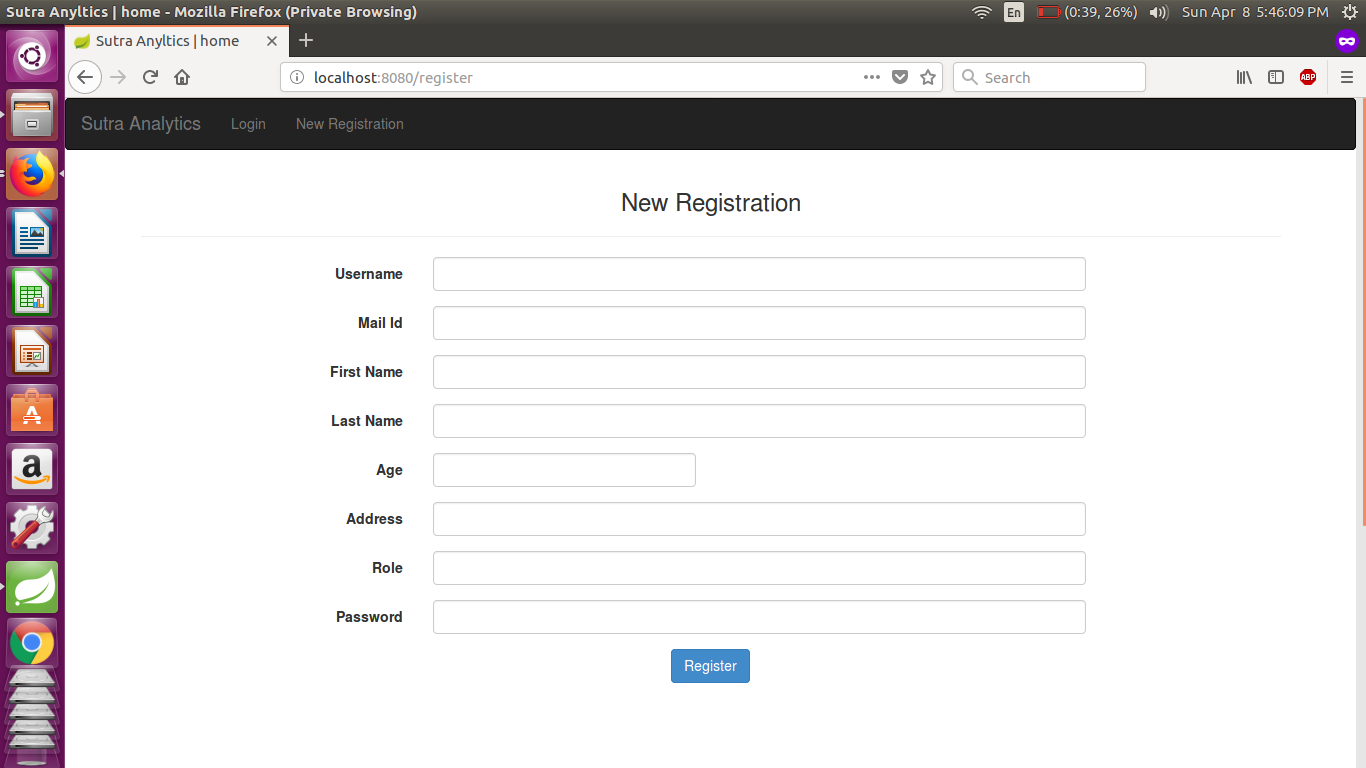 Sutra Anyltics | home - Mozilla Firefox (Private Browsing)
En
(0:39, 26%)
Sun Apr 8 5:46:09 PM
Sutra Anyltics | home
localhost:8080/register
Search
ABP
Sutra Analytics
Login
New Registration
New Registration
Username
Mail Id
First Name
Last Name
Age
Address
Role
Password
Register
A
a